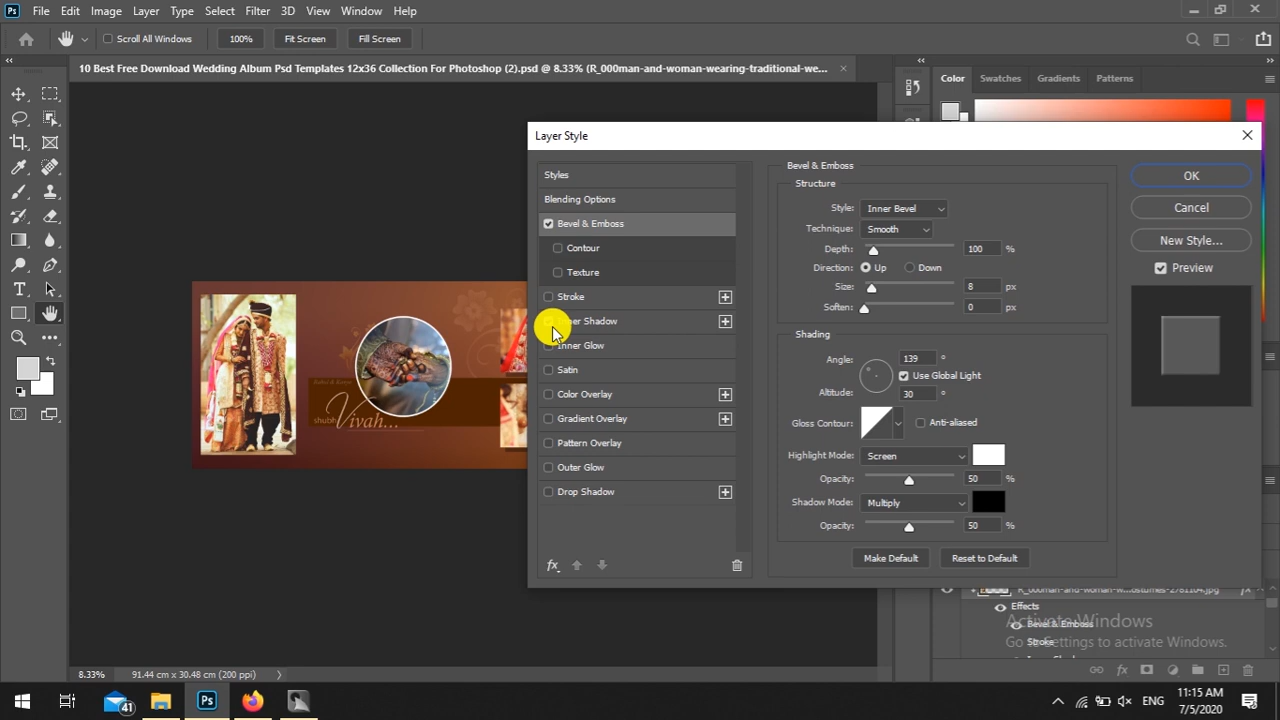 Ps File Edit Image Layer Type Select Filter 3D View Window Help
Scroll All Windows 100% Fit Screen Fill Screen
10 Best Free Download Wedding Album Psd Templates 12x36 Collection For Photoshop (2).psd @ 8.33% (R_000man-and-woman-wearing-traditional-we...
Color Swatches Gradients Patterns
Layer Style
Styles
Blending Options
Bevel & Emboss
Contour
Texture
Stroke
Inner Shadow
Inner Glow
Satin
Color Overlay
Gradient Overlay
Pattern Overlay
Outer Glow
Drop Shadow
fx
Bevel & Emboss
Structure
Style: Inner Bevel
Technique: Smooth
Depth: 100 %
Direction: Up Down
Size: 8 px
Soften: 0 px
Shading
Angle: 139 °
Use Global Light
Altitude: 30 °
Gloss Contour: Anti-aliased
Highlight Mode: Screen
Opacity: 50 %
Shadow Mode: Multiply
Opacity: 50 %
Make Default Reset to Default
OK
Cancel
New Style...
Preview
shubh Vivah...
Effects fx
Bevel & Emboss
Stroke
Activate Windows
Go to Settings to activate Windows.
fx
8.33% 91.44 cm x 30.48 cm (200 ppi)
41 Ps ENG 11:15 AM
7/5/2020